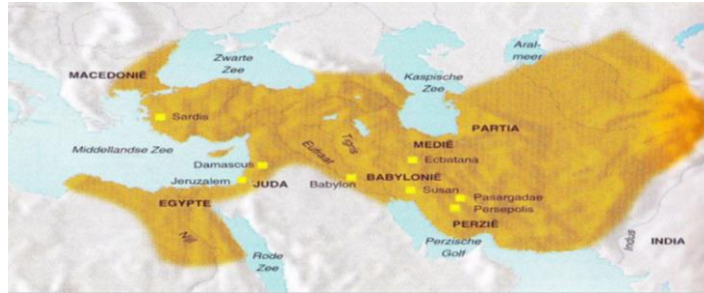 Zwarte
Zee
Aral-
meer
MACEDONIË
Kaspische
Zee
Sardis
PARTIA
Middellandse Zee
Tigris
Eufraat
MEDIË
Ecbatana
Damascus
Jeruzalem
JUDA
Babylon
BABYLONIË
Susan
Pasargadae
Persepolis
EGYPTE
PERZIË
Nijl
Rode
Zee
Perzische
Golf
Indus
INDIA